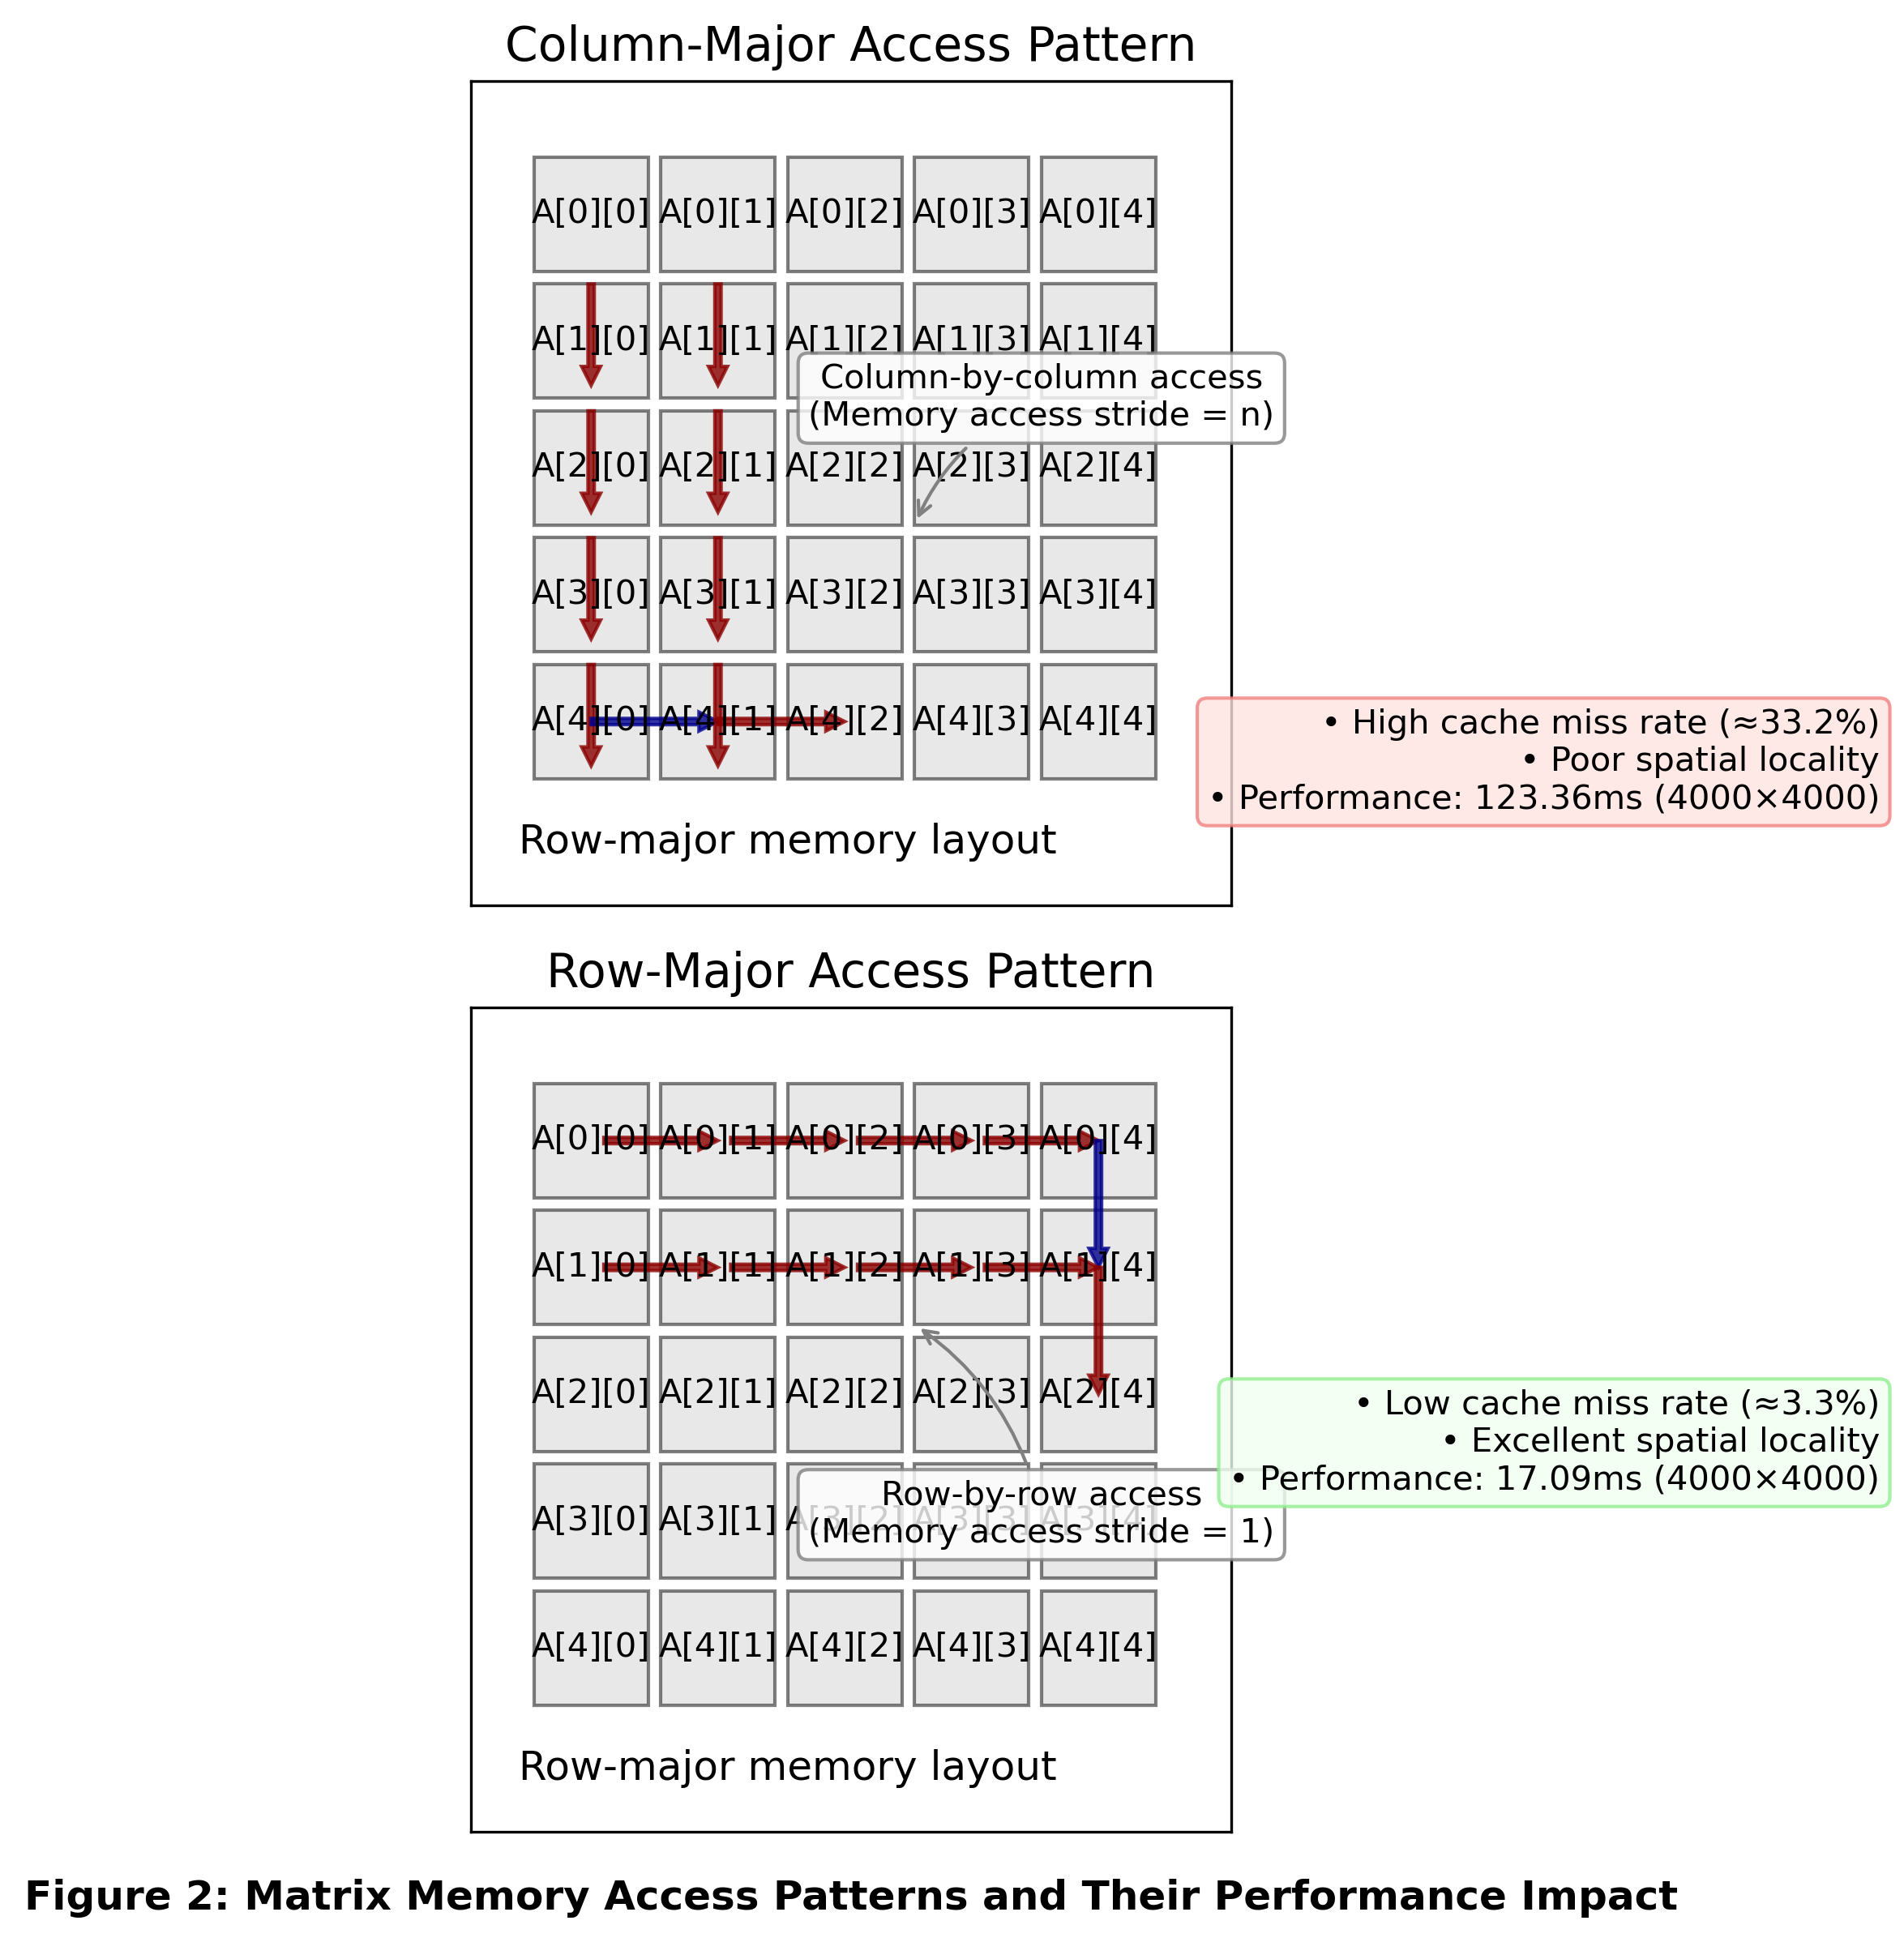 Column-Major Access Pattern
A[0][0] A[0][1] A[0][2] A[0][3] A[0][4]
A[1][0] A[1][1] A[1][2] A[1][3] A[1][4]
Column-by-column access
(Memory access stride = n)
A[2][0] A[2][1] A[2][2] A[2][3] A[2][4]
A[3][0] A[3][1] A[3][2] A[3][3] A[3][4]
A[4][0] A[4][1] A[4][2] A[4][3] A[4][4]
• High cache miss rate (≈33.2%)
• Poor spatial locality
• Performance: 123.36ms (4000×4000)
Row-major memory layout
Row-Major Access Pattern
A[0][0] A[0][1] A[0][2] A[0][3] A[0][4]
A[1][0] A[1][1] A[1][2] A[1][3] A[1][4]
A[2][0] A[2][1] A[2][2] A[2][3] A[2][4]
• Low cache miss rate (≈3.3%)
• Excellent spatial locality
• Performance: 17.09ms (4000×4000)
Row-by-row access
(Memory access stride = 1)
A[3][0] A[3][1] A[3][2] A[3][3] A[3][4]
A[4][0] A[4][1] A[4][2] A[4][3] A[4][4]
Row-major memory layout
Figure 2: Matrix Memory Access Patterns and Their Performance Impact